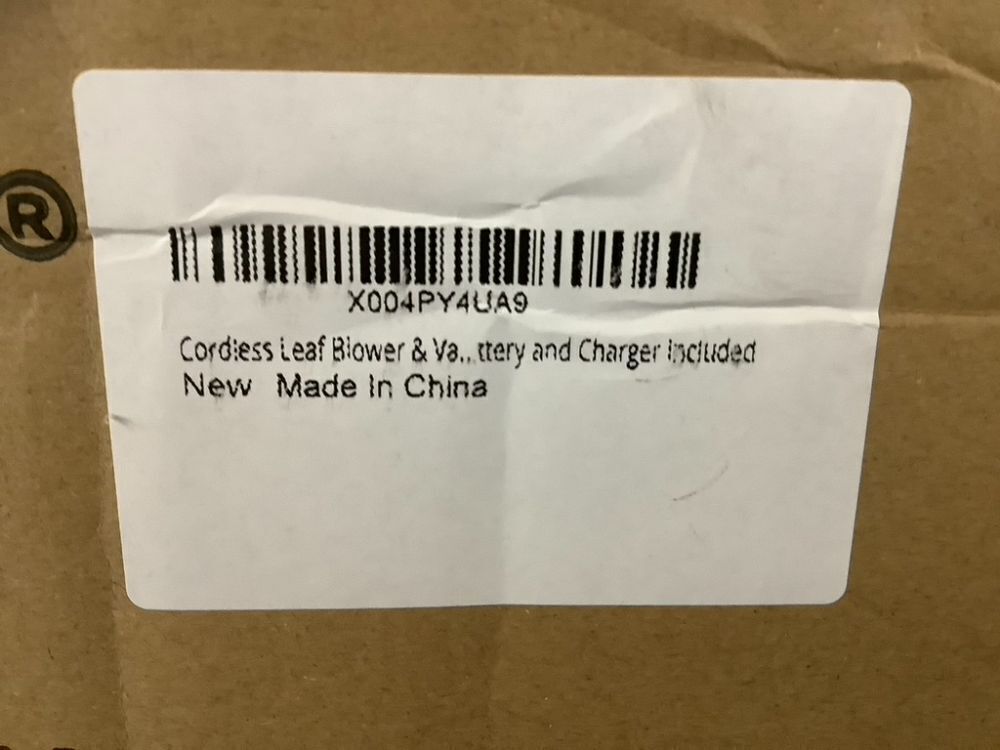 ®
X004PY4UA9
Cordless Leaf Blower & Va...ttery and Charger Included
New Made In China